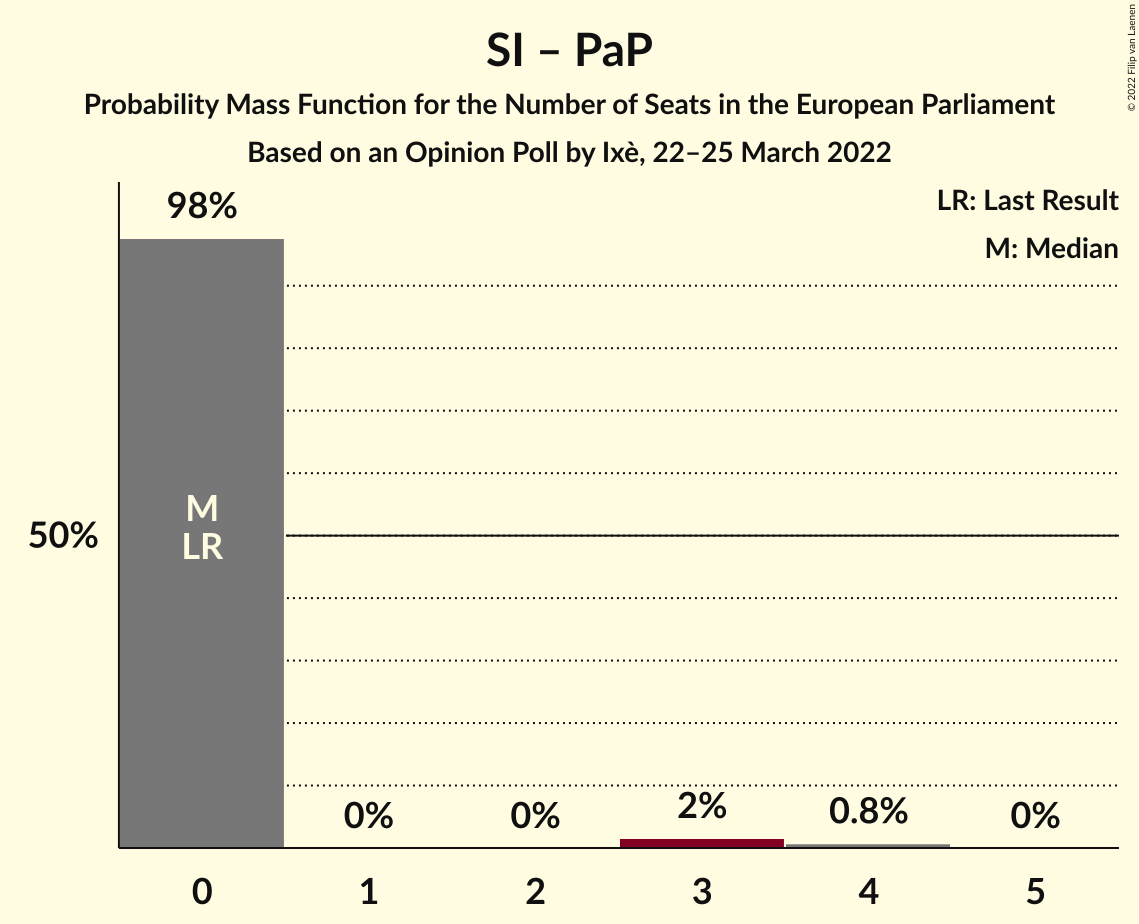 SI – PaP
Probability Mass Function for the Number of Seats in the European Parliament
Based on an Opinion Poll by Ixè, 22–25 March 2022
© 2022 Filip van Laenen
LR: Last Result
M: Median
98%
50%
M
LR
0%
0%
2%
0.8%
0%
0
1
2
3
4
5